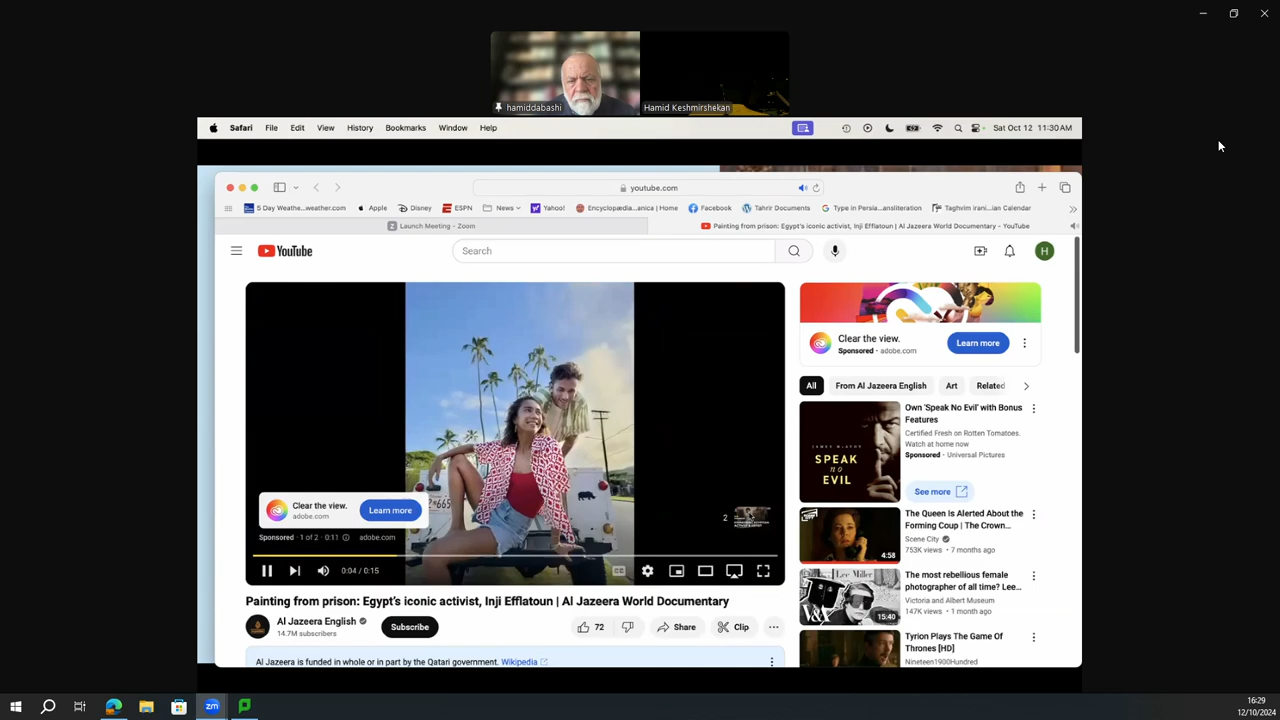 hamiddabashi
Hamid Keshmirshekan
Safari File Edit View History Bookmarks Window Help
Sat Oct 12 11:30 AM
youtube.com
5 Day Weathe...weather.com
Apple
Disney
ESPN
News
Yahoo!
Encyclopædia...anica | Home
Facebook
Tahrir Documents
Type in Persia...ansliteration
Taghvim irani...ian Calendar
Launch Meeting - Zoom
Painting from prison: Egypt's iconic activist, Inji Efflatoun | Al Jazeera World Documentary - YouTube
YouTube
Search
H
Clear the view.
adobe.com
Learn more
2
Sponsored · 1 of 2 · 0:11
adobe.com
0:04 / 0:15
Painting from prison: Egypt's iconic activist, Inji Efflatoun | Al Jazeera World Documentary
Al Jazeera English
14.7M subscribers
Subscribe
72
Share
Clip
Al Jazeera is funded in whole or in part by the Qatari government. Wikipedia
Clear the view.
Sponsored · adobe.com
Learn more
All
From Al Jazeera English
Art
Related
SPEAK
no
EVIL
Own 'Speak No Evil' with Bonus
Features
Certified Fresh on Rotten Tomatoes.
Watch at home now
Sponsored · Universal Pictures
See more
4:58
The Queen Is Alerted About the
Forming Coup | The Crown...
Scene City
753K views · 7 months ago
Lee Miller
V&A
15:40
The most rebellious female
photographer of all time? Lee...
Victoria and Albert Museum
147K views · 1 month ago
Tyrion Plays The Game Of
Thrones [HD]
Nineteen1900Hundred
zm
16:29
12/10/2024